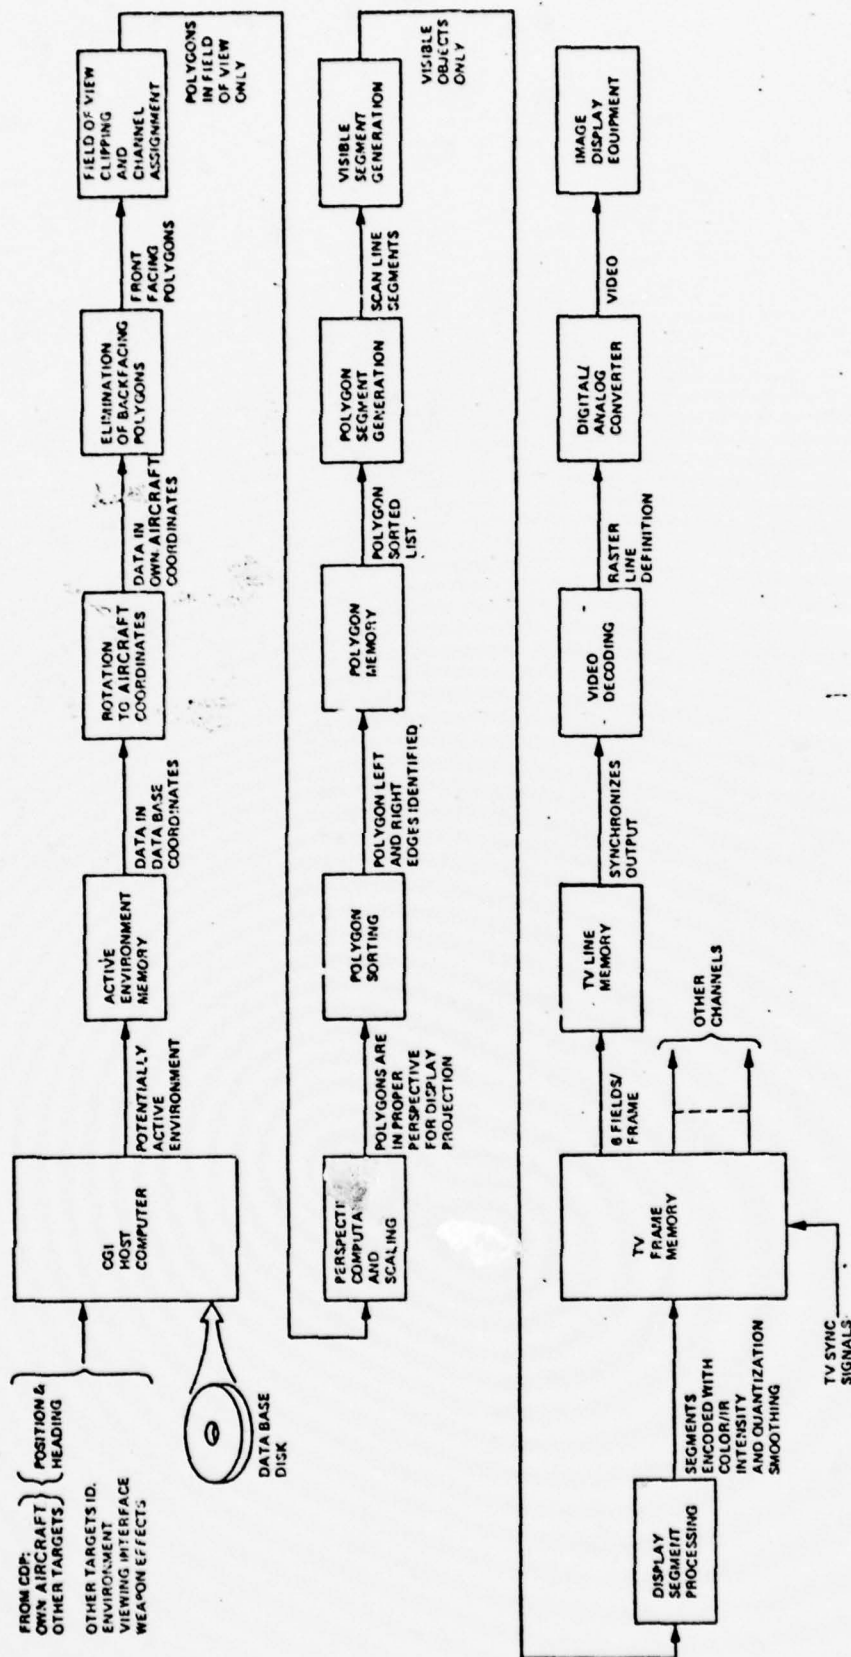 FROM CDP:
OWN AIRCRAFT
OTHER TARGETS
POSITION &
HEADING
OTHER TARGETS ID.
ENVIRONMENT
VIEWING INTERFACE
WEAPON EFFECTS
DATA BASE
DISK
CGI
HOST
COMPUTER
POTENTIALLY
ACTIVE
ENVIRONMENT
ACTIVE
ENVIRONMENT
MEMORY
DATA IN
DATA BASE
COORDINATES
ROTATION
TO AIRCRAFT
COORDINATES
DATA IN
OWN AIRCRAFT
COORDINATES
ELIMINATION
OF BACKFACING
POLYGONS
FRONT
FACING
POLYGONS
FIELD OF VIEW
CLIPPING
AND
CHANNEL
ASSIGNMENT
POLYGONS
IN FIELD
OF VIEW
ONLY
AND
SCALING
POLYGONS ARE
IN PROPER
PERSPECTIVE
FOR DISPLAY
PROJECTION
POLYGON
SORTING
POLYGON LEFT
AND RIGHT
EDGES IDENTIFIED
POLYGON
MEMORY
POLYGON
SORTED
LIST
POLYGON
SEGMENT
GENERATION
SCAN LINE
SEGMENTS
VISIBLE
SEGMENT
GENERATION
VISIBLE
OBJECTS
ONLY
DISPLAY
SEGMENT
PROCESSING
SEGMENTS
ENCODED WITH
COLOR/IR
INTENSITY
AND QUANTIZATION
SMOOTHING
TV
FRAME
MEMORY
TV SYNC
SIGNALS
6 FIELDS/
FRAME
OTHER
CHANNELS
TV LINE
MEMORY
SYNCHRONIZES
OUTPUT
VIDEO
DECODING
RASTER
LINE
DEFINITION
DIGITAL/
ANALOG
CONVERTER
VIDEO
IMAGE
DISPLAY
EQUIPMENT